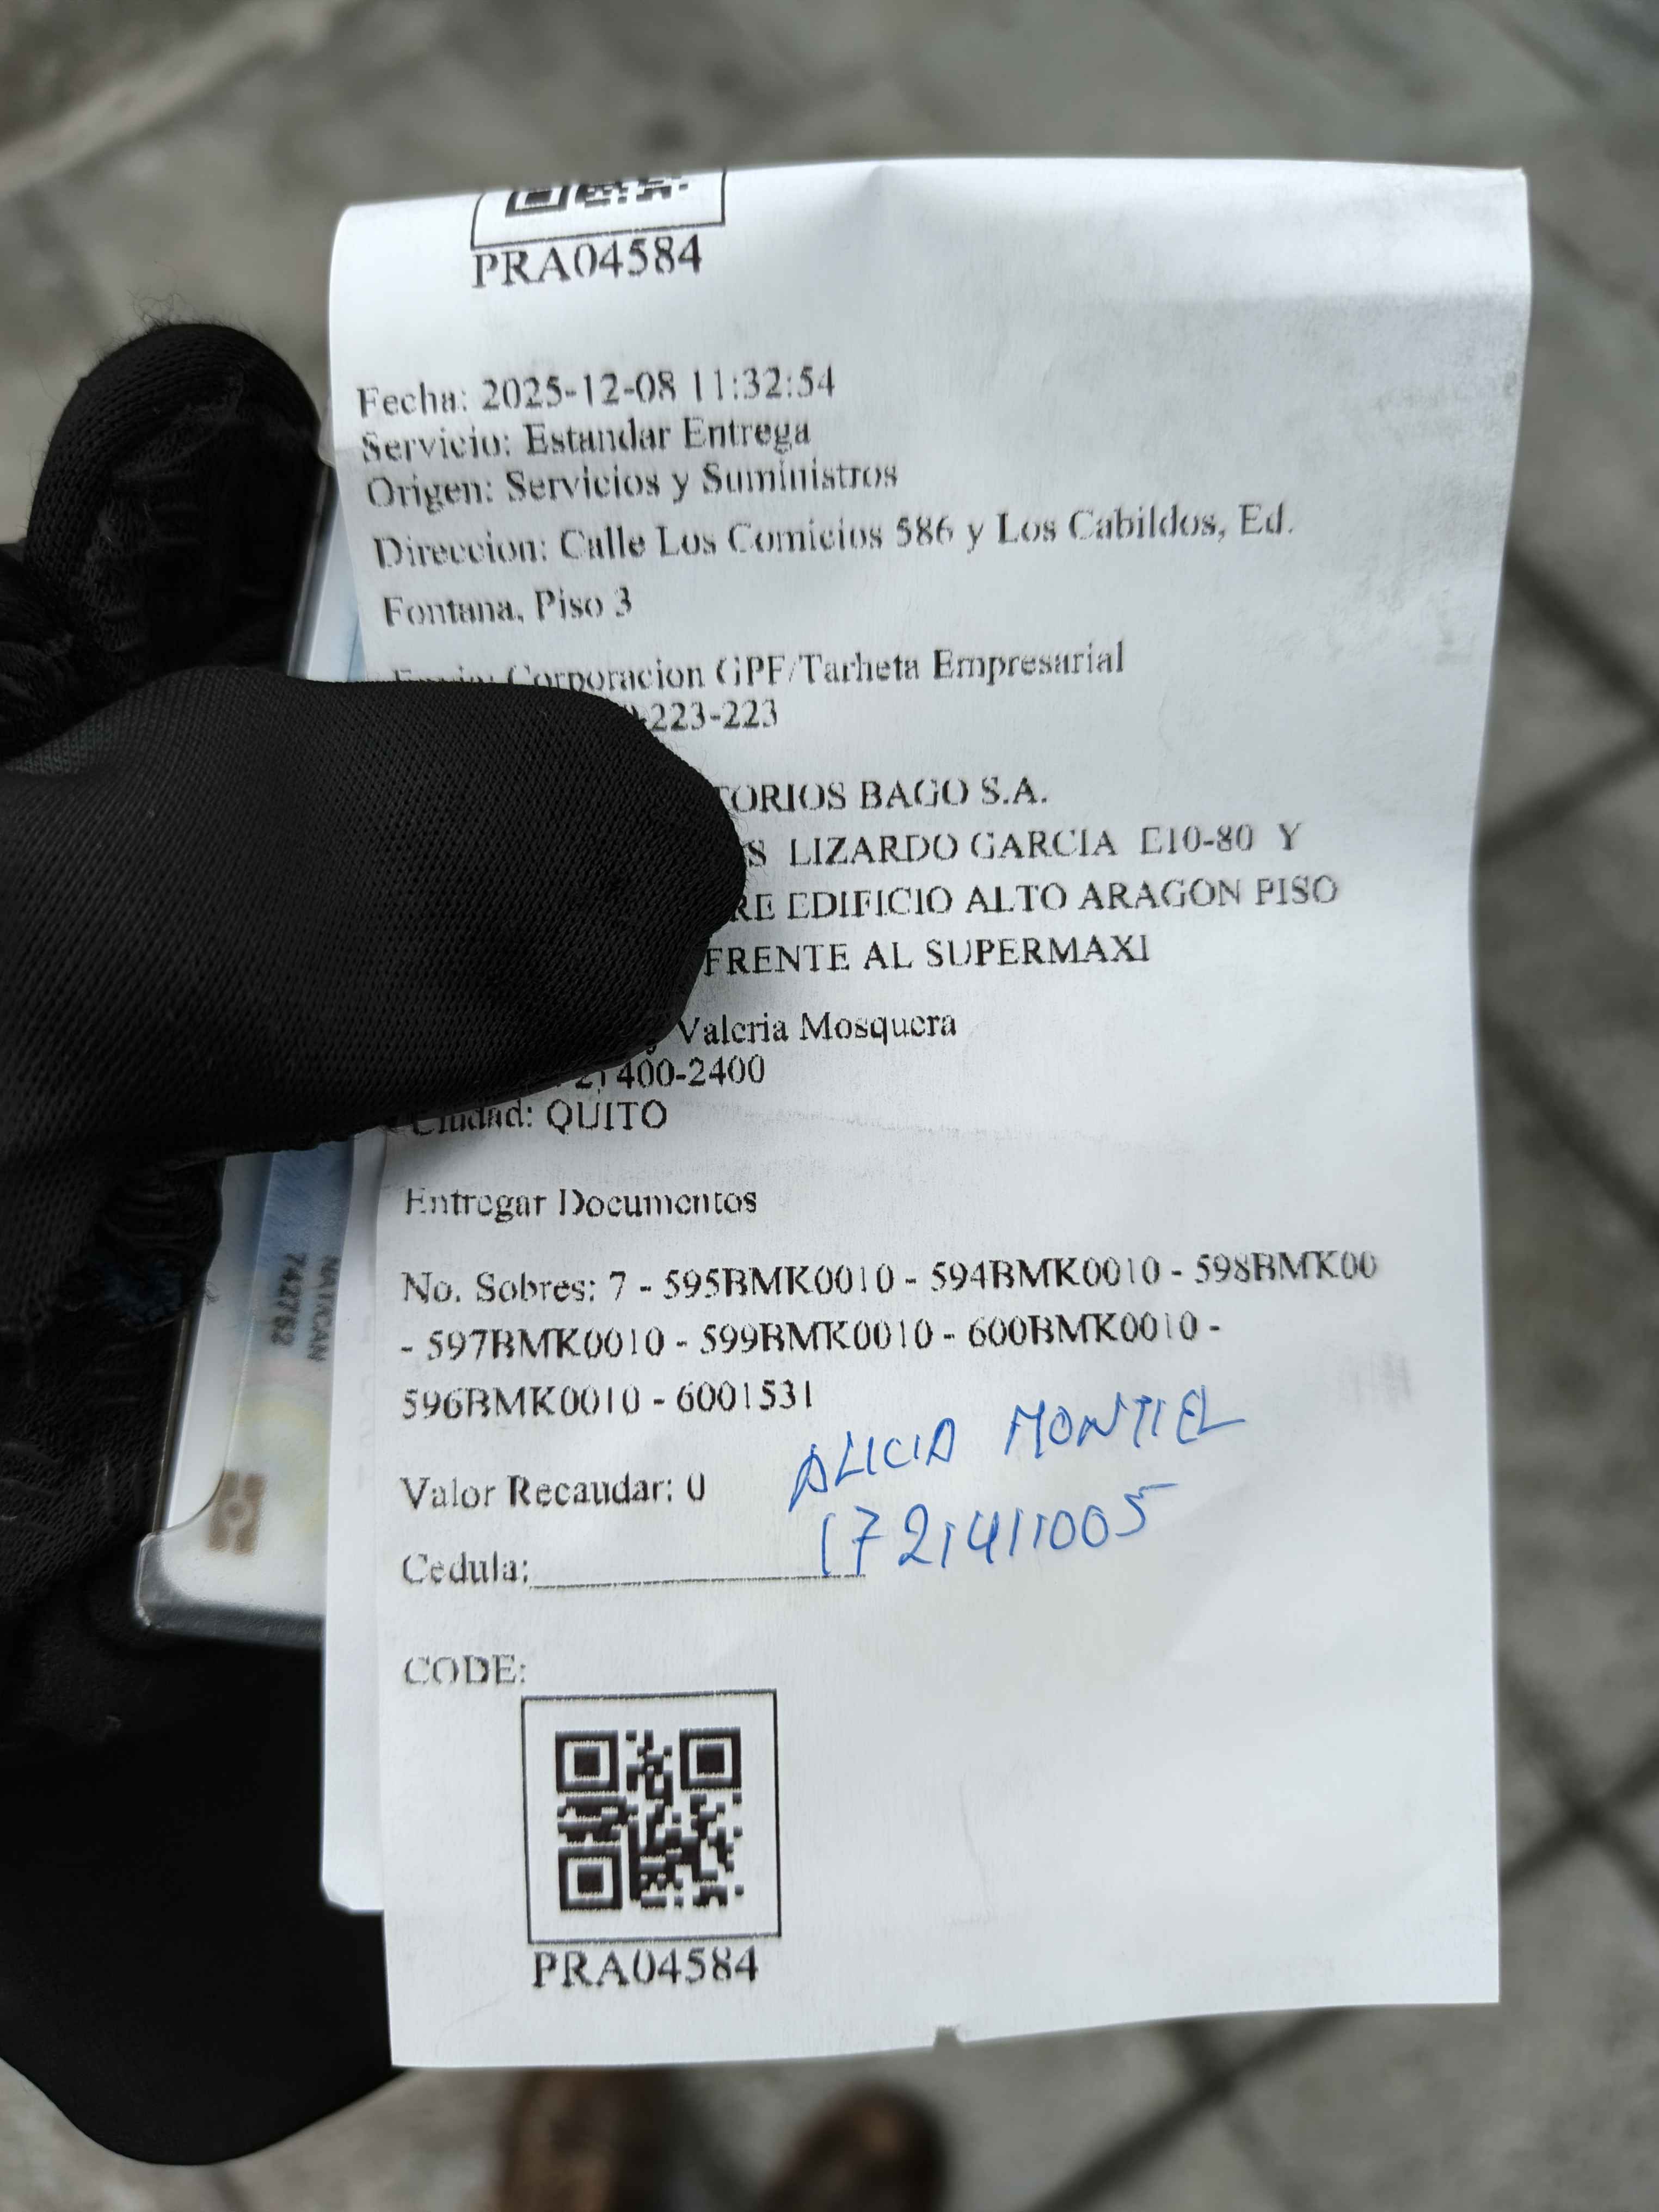 PRA04584
Fecha: 2025-12-08 11:32:54
Servicio: Estandar Entrega
Origen: Servicios y Suministros
Direccion: Calle Los Comicios 586 y Los Cabildos, Ed.
Fontana, Piso 3
Corporacion GPF/Tarheta Empresarial
-223-223
TORIOS BAGO S.A.
S LIZARDO GARCIA E10-80 Y
RE EDIFICIO ALTO ARAGON PISO
FRENTE AL SUPERMAXI
Valeria Mosquera
2) 400-2400
Ciudad: QUITO
Entregar Documentos
No. Sobres: 7 - 595BMK0010 - 594BMK0010 - 598BMK00
- 597BMK0010 - 599BMK0010 - 600BMK0010 -
596BMK0010 - 6001531
ALICIA MONTIEL
Valor Recaudar: 0
1721411005
Cedula:
CODE:
PRA04584
NATACAN
7442752